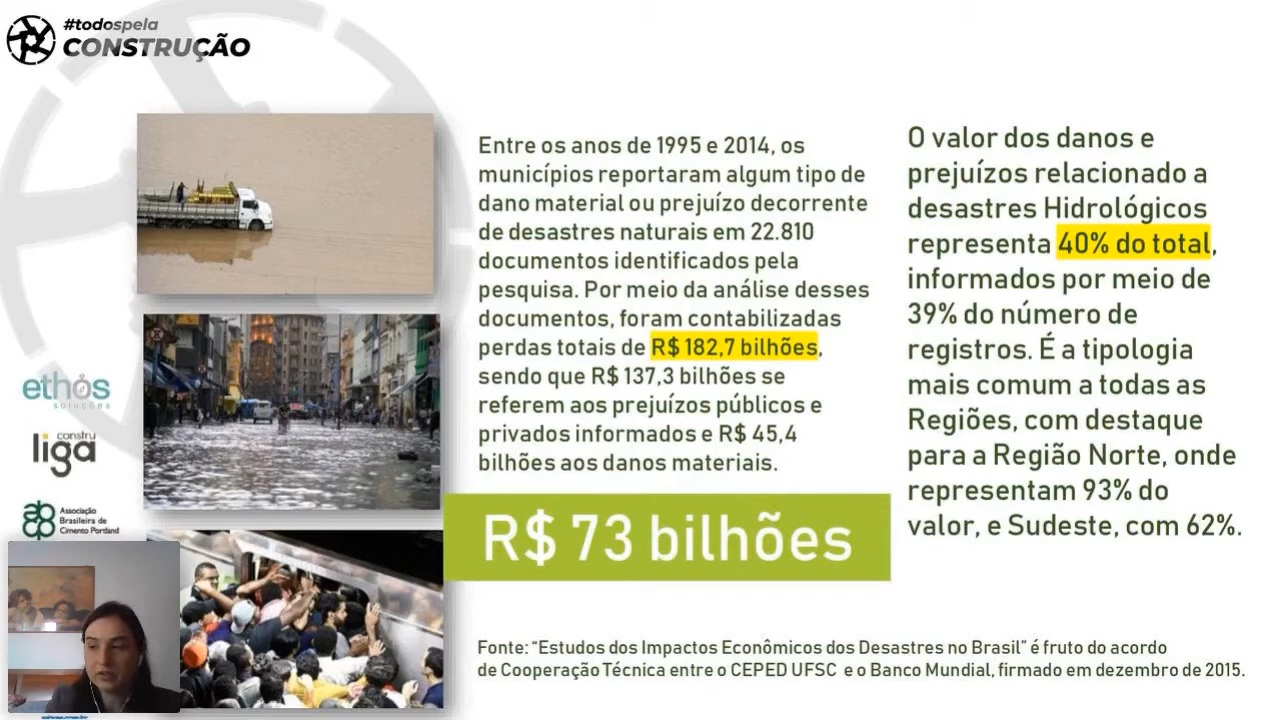 #todospela
CONSTRUÇÃO
Entre os anos de 1995 e 2014, os
municípios reportaram algum tipo de
dano material ou prejuízo decorrente
de desastres naturais em 22.810
documentos identificados pela
pesquisa. Por meio da análise desses
documentos, foram contabilizadas
perdas totais de R$ 182,7 bilhões,
sendo que R$ 137,3 bilhões se
referem aos prejuízos públicos e
privados informados e R$ 45,4
bilhões aos danos materiais.
R$ 73 bilhões
O valor dos danos e
prejuízos relacionado a
desastres Hidrológicos
representa 40% do total,
informados por meio de
39% do número de
registros. É a tipologia
mais comum a todas as
Regiões, com destaque
para a Região Norte, onde
representam 93% do
valor, e Sudeste, com 62%.
ethos
soluções
constru
liga
abcp
Associação
Brasileira de
Cimento Portland
Fonte: “Estudos dos Impactos Econômicos dos Desastres no Brasil” é fruto do acordo
de Cooperação Técnica entre o CEPED UFSC e o Banco Mundial, firmado em dezembro de 2015.